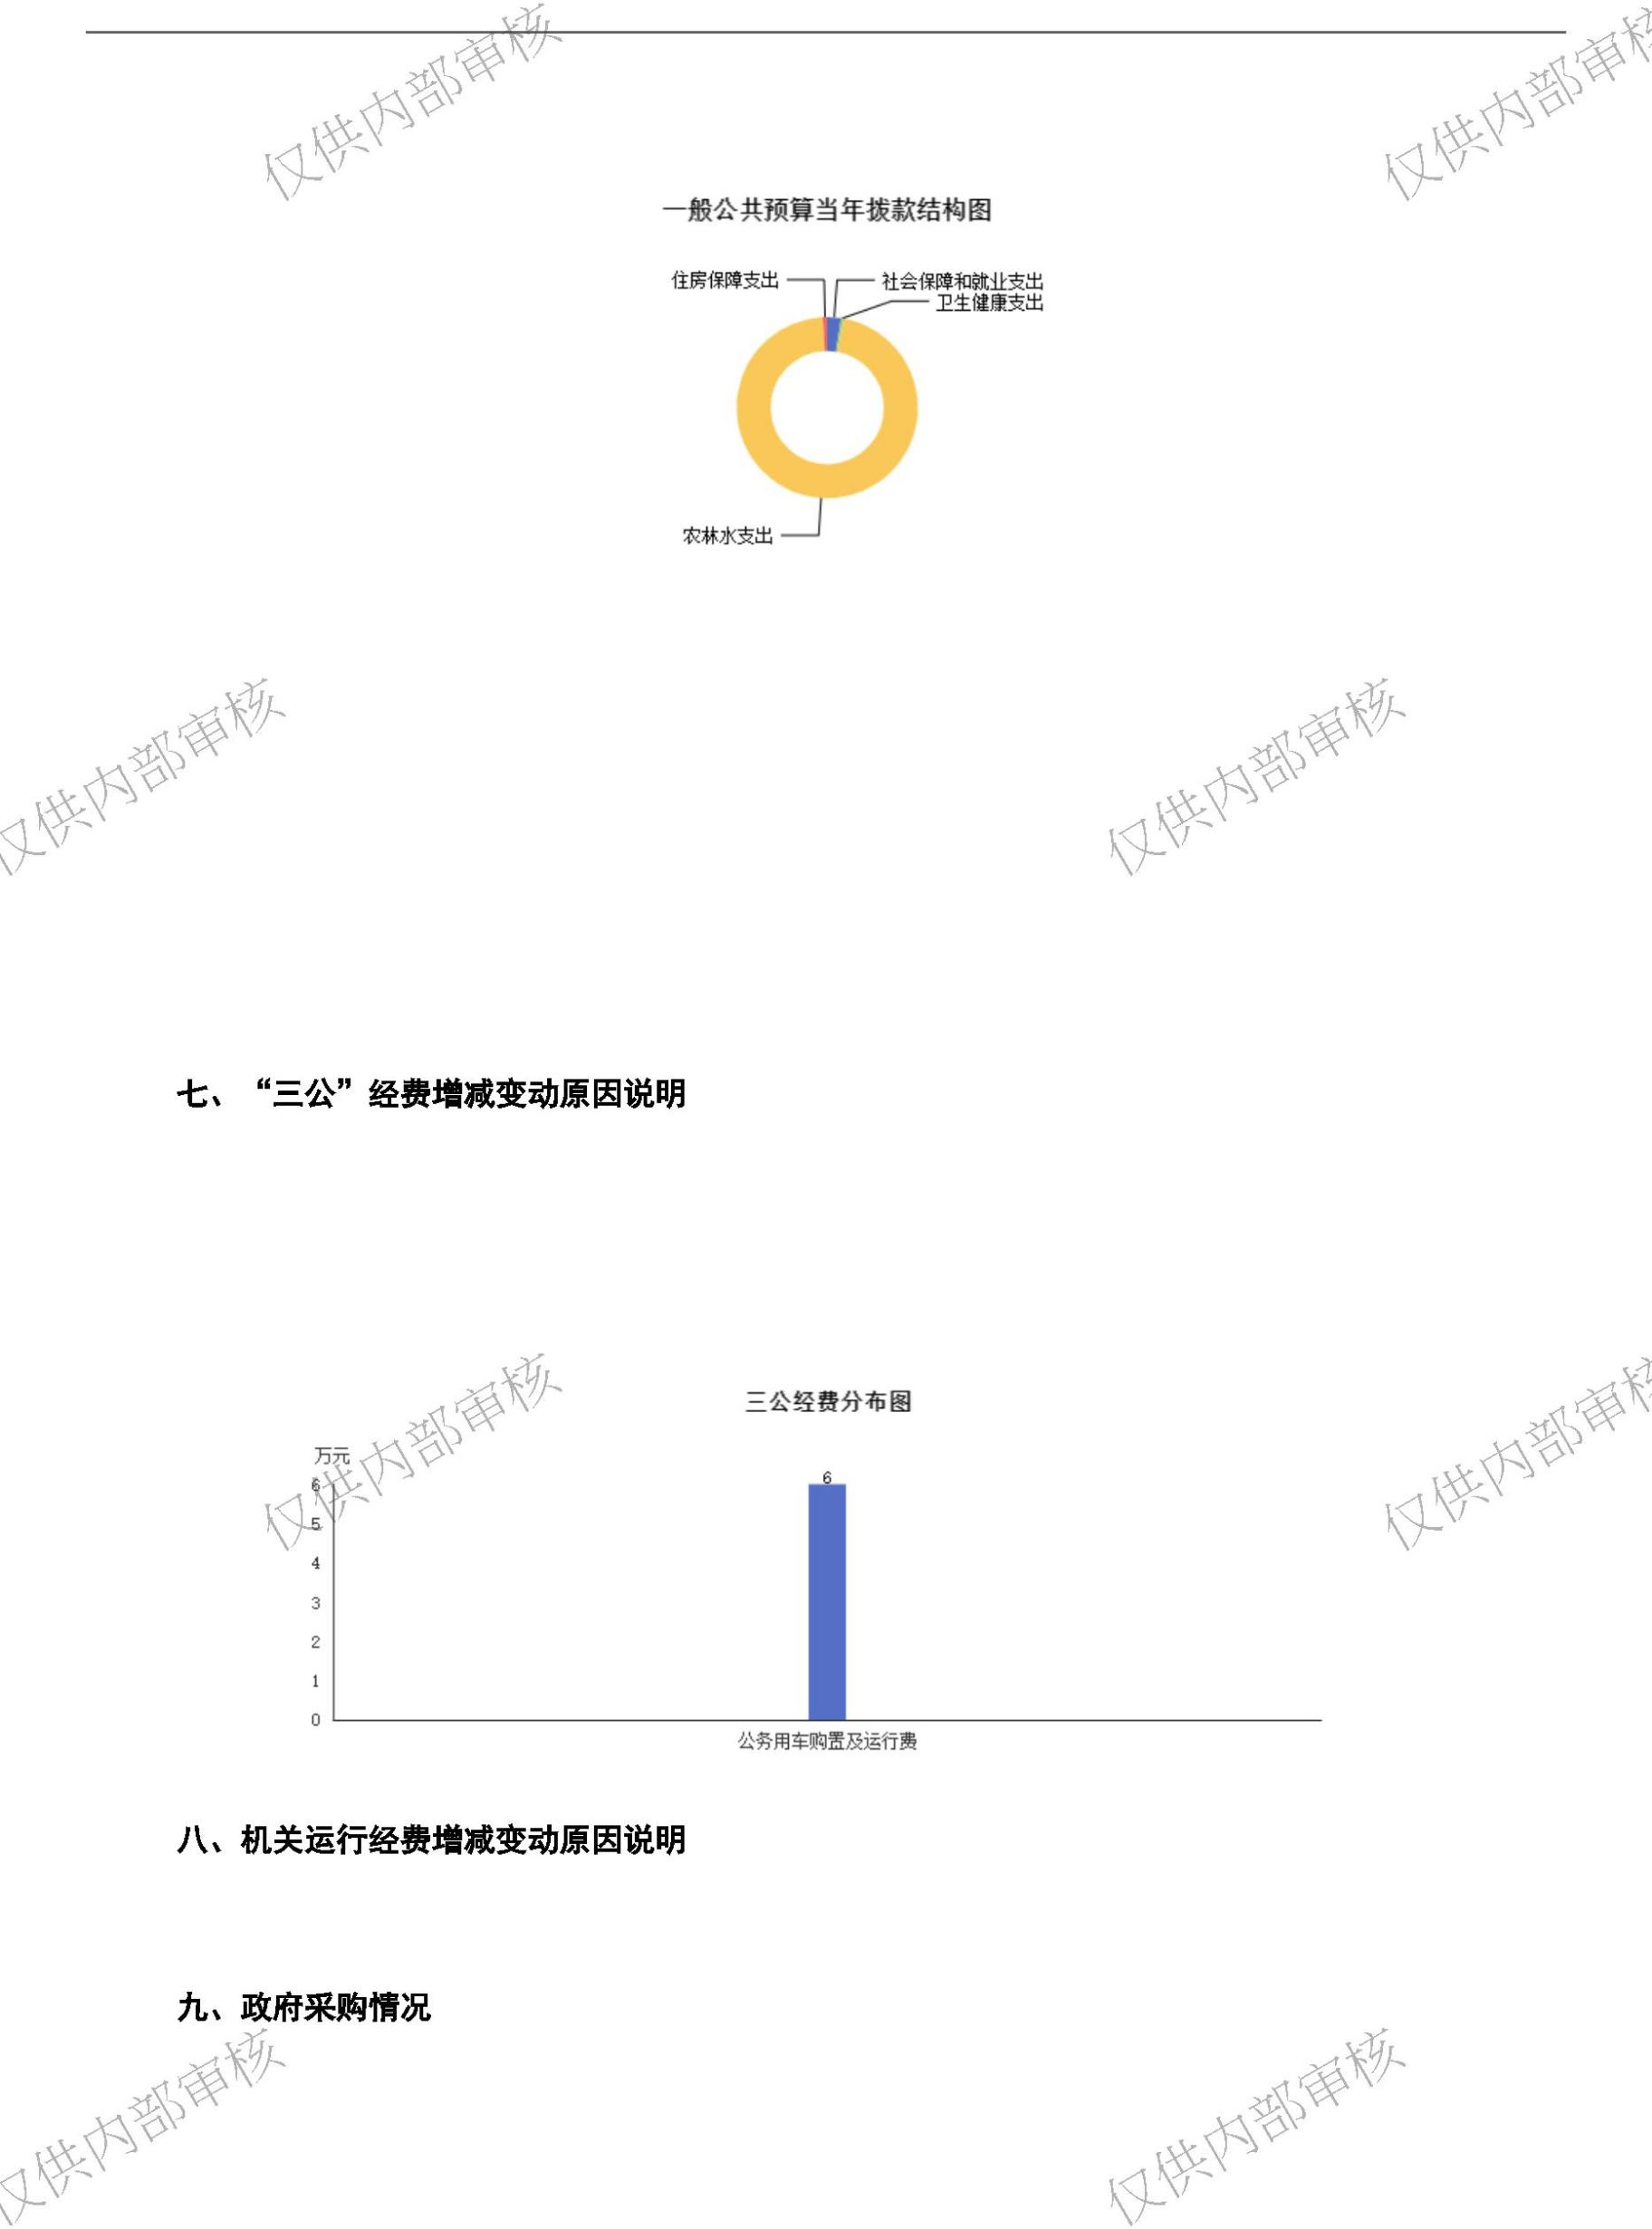 仅供内部审核
仅供内部审核
一般公共预算当年拨款结构图
住房保障支出
社会保障和就业支出
卫生健康支出
农林水支出
仅供内部审核
仅供内部审核
七、“三公”经费增减变动原因说明
仅供内部审核
仅供内部审核
三公经费分布图
万元
6
6
5
4
3
2
1
0
公务用车购置及运行费
八、机关运行经费增减变动原因说明
九、政府采购情况
仅供内部审核
仅供内部审核